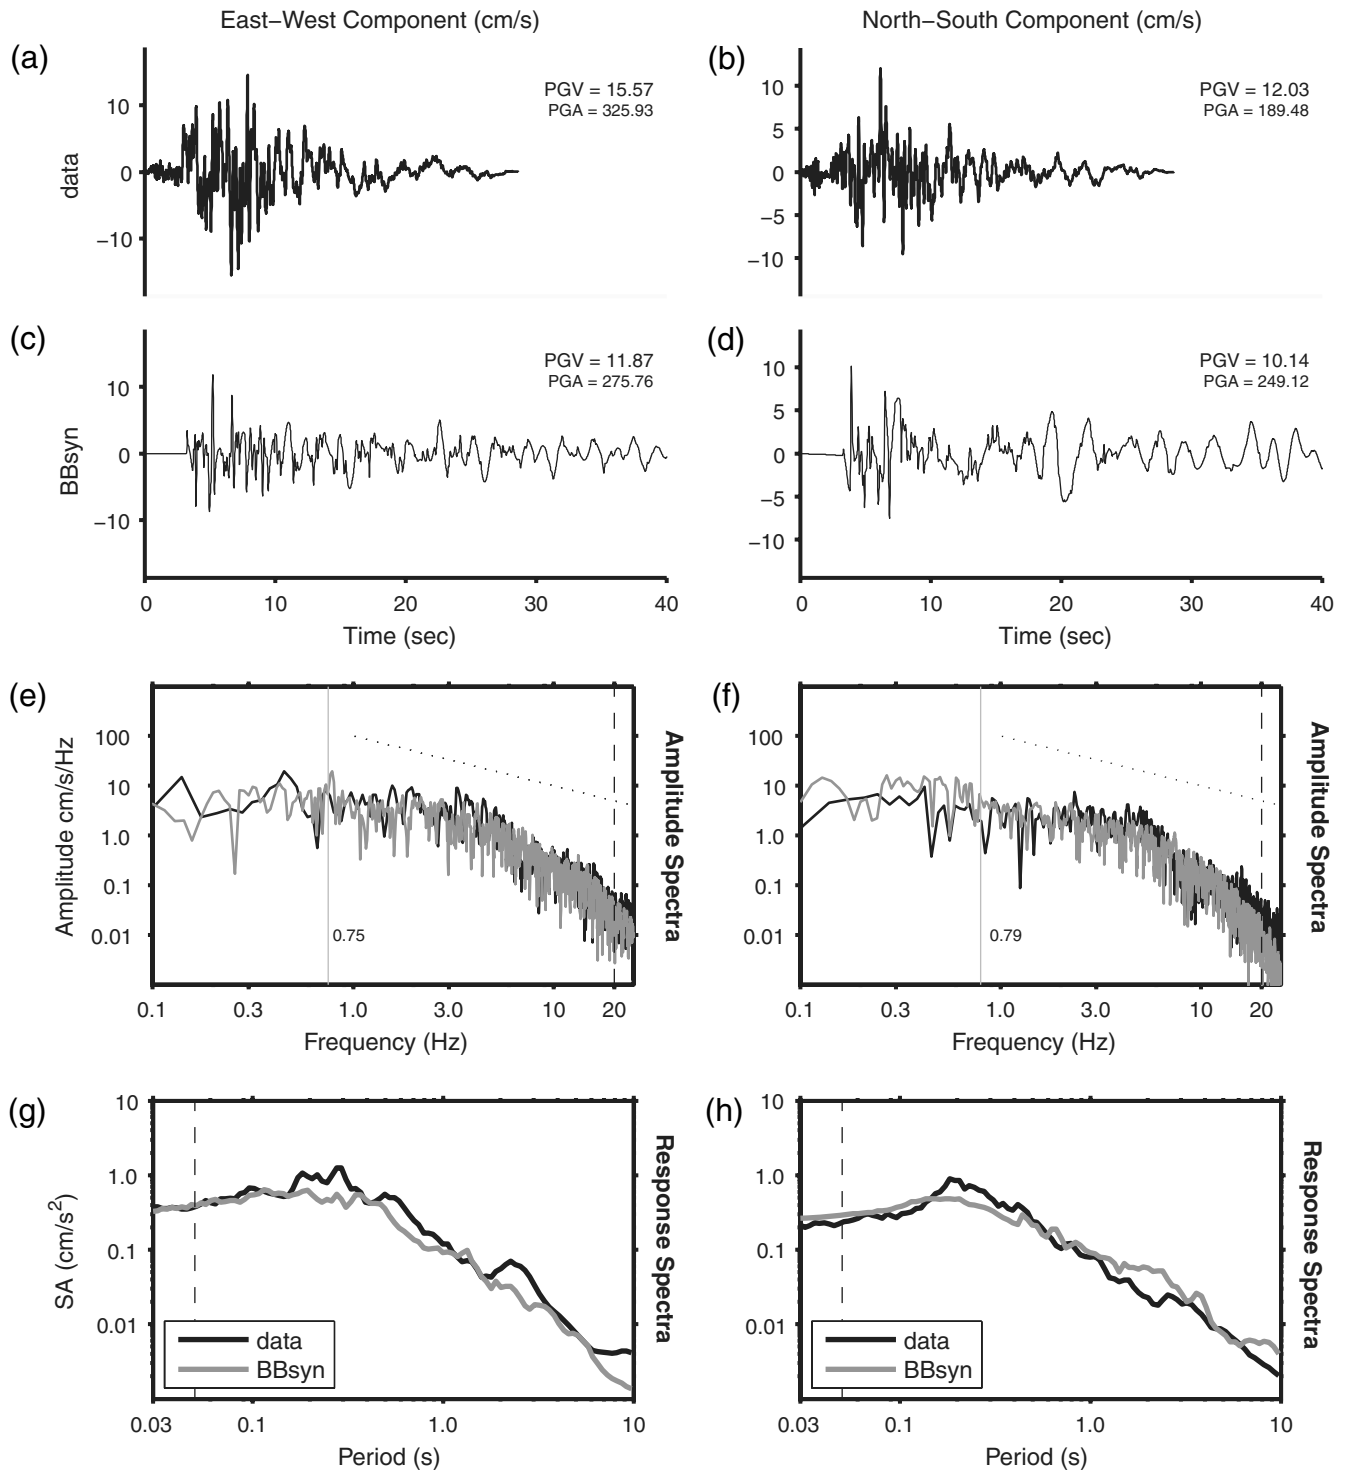 East−West Component (cm/s)
North−South Component (cm/s)
(a)
data
10
0
−10
PGV = 15.57
PGA = 325.93
(b)
10
5
0
−5
−10
PGV = 12.03
PGA = 189.48
(c)
BBsyn
10
0
−10
PGV = 11.87
PGA = 275.76
0
10
20
30
40
Time (sec)
(d)
10
5
0
−5
−10
PGV = 10.14
PGA = 249.12
0
10
20
30
40
Time (sec)
(e)
Amplitude cm/s/Hz
100
10
1.0
0.1
0.01
0.75
0.1
0.3
1.0
3.0
10
20
Frequency (Hz)
Amplitude Spectra
(f)
100
10
1.0
0.1
0.01
0.79
0.1
0.3
1.0
3.0
10
20
Frequency (Hz)
Amplitude Spectra
(g)
SA (cm/s²)
10
1.0
0.1
0.01
data
BBsyn
0.03
0.1
1.0
10
Period (s)
Response Spectra
(h)
10
1.0
0.1
0.01
data
BBsyn
0.03
0.1
1.0
10
Period (s)
Response Spectra